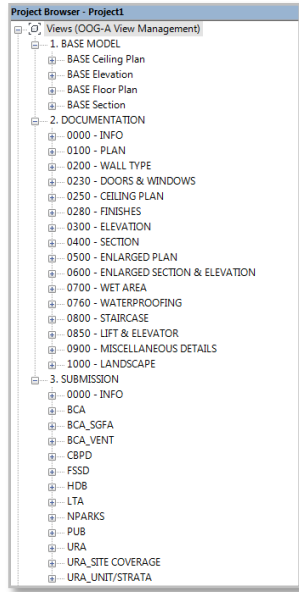 Project Browser - Project1
Views (OOG-A View Management)
1. BASE MODEL
BASE Ceiling Plan
BASE Elevation
BASE Floor Plan
BASE Section
2. DOCUMENTATION
0000 - INFO
0100 - PLAN
0200 - WALL TYPE
0230 - DOORS & WINDOWS
0250 - CEILING PLAN
0280 - FINISHES
0300 - ELEVATION
0400 - SECTION
0500 - ENLARGED PLAN
0600 - ENLARGED SECTION & ELEVATION
0700 - WET AREA
0760 - WATERPROOFING
0800 - STAIRCASE
0850 - LIFT & ELEVATOR
0900 - MISCELLANEOUS DETAILS
1000 - LANDSCAPE
3. SUBMISSION
0000 - INFO
BCA
BCA_SGFA
BCA_VENT
CBPD
FSSD
HDB
LTA
NPARKS
PUB
URA
URA_SITE COVERAGE
URA_UNIT/STRATA